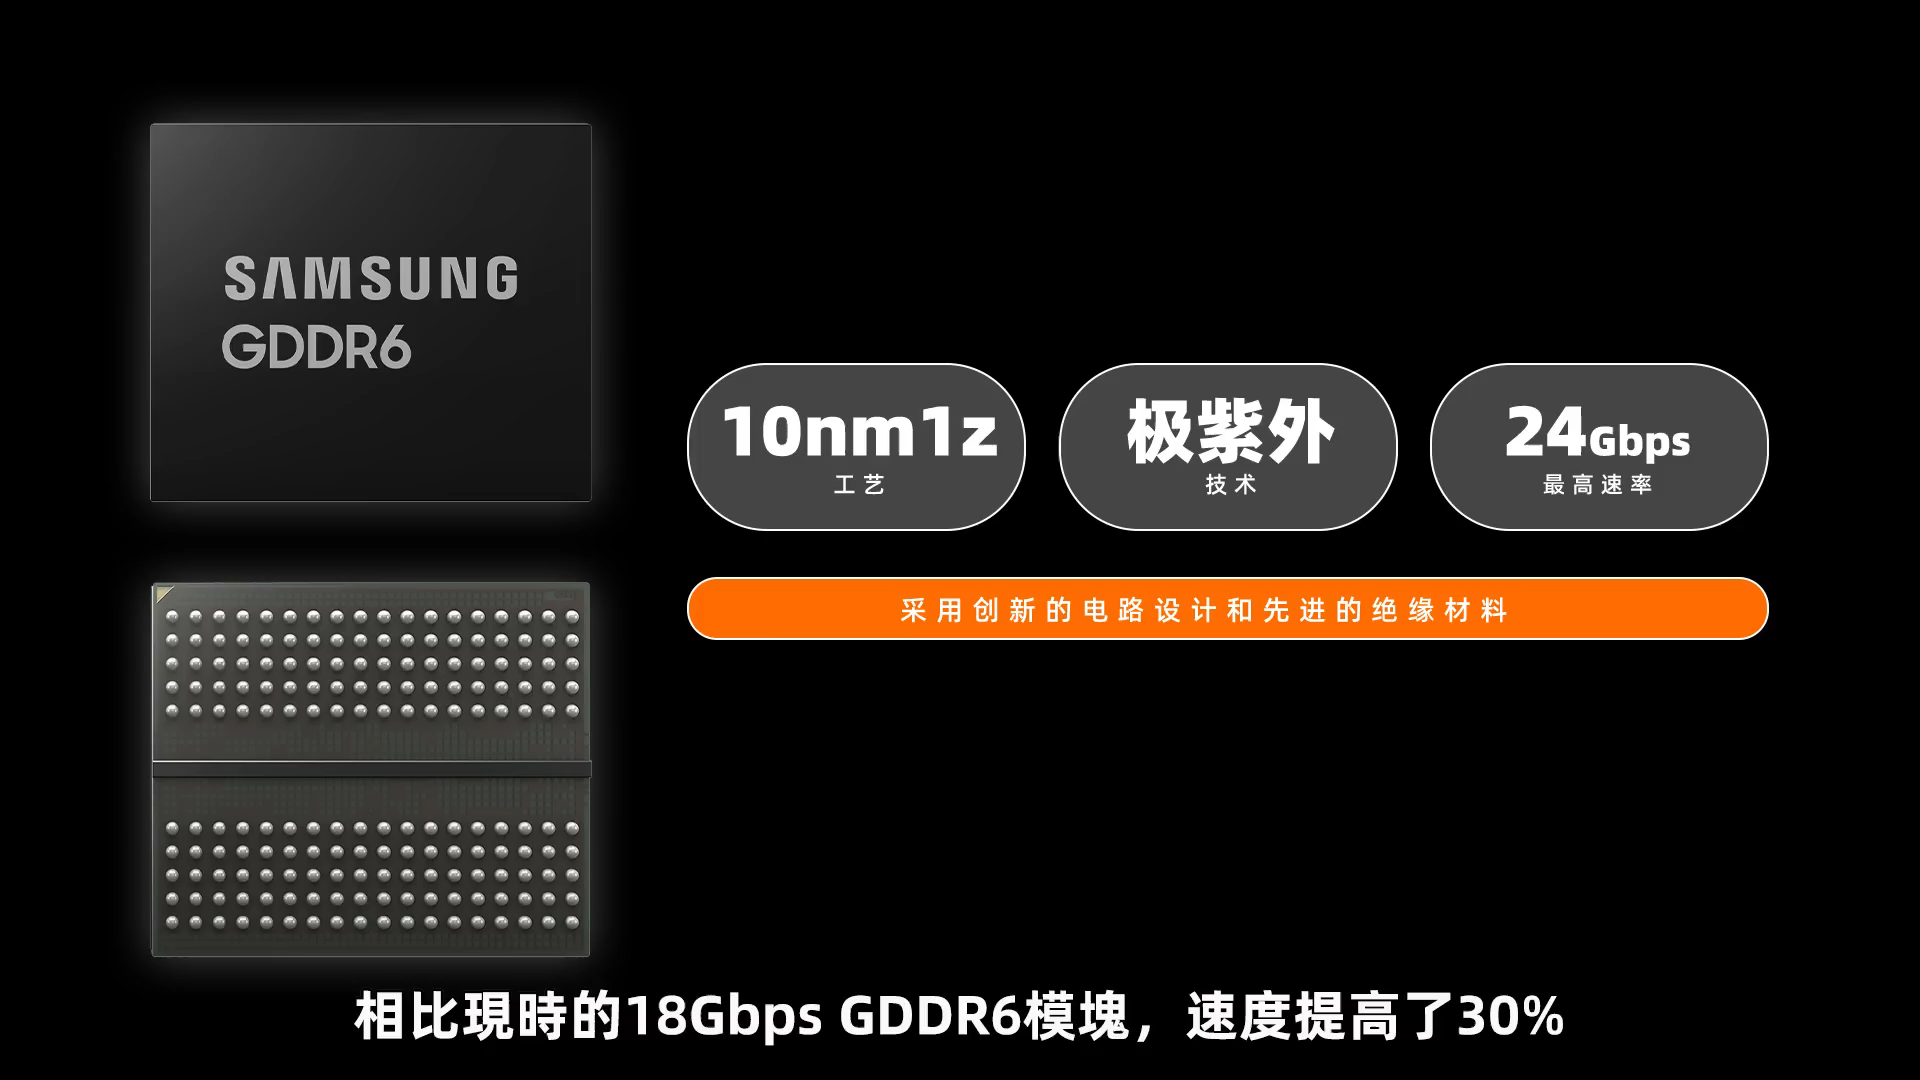 SAMSUNG
GDDR6
10nm1z
工艺
极紫外
技术
24Gbps
最高速率
采用创新的电路设计和先进的绝缘材料
相比現時的18Gbps GDDR6模塊，速度提高了30%